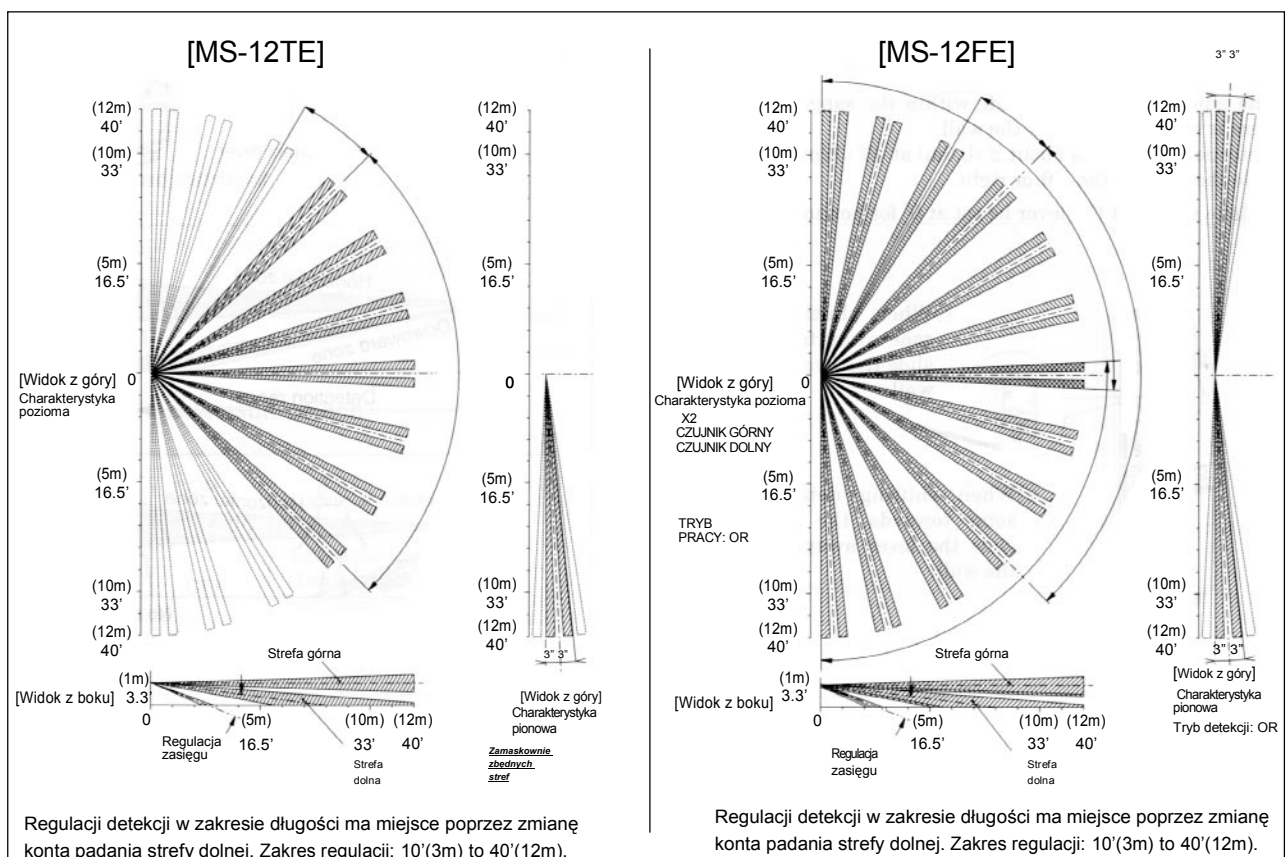 [MS-12TE]
(12m)
40'
(10m)
33'
(5m)
16.5'
[Widok z góry] 0
Charakterystyka
pozioma
(5m)
16.5'
(10m)
33'
(12m)
40'
(12m)
40'
(10m)
33'
(5m)
16.5'
0
(5m)
16.5'
(10m)
33'
(12m)
40'
3" 3"
[Widok z góry]
Charakterystyka
pionowa
Zamaskownie
zbędnych
stref
Strefa górna
(1m)
[Widok z boku] 3.3'
0 (5m) (10m) (12m)
16.5' 33' 40'
Regulacja
zasięgu
Strefa
dolna
Regulacji detekcji w zakresie długości ma miejsce poprzez zmianę
konta padania strefy dolnej. Zakres regulacji: 10'(3m) to 40'(12m).
[MS-12FE]
3" 3"
(12m)
40'
(10m)
33'
(5m)
16.5'
[Widok z góry] 0
Charakterystyka pozioma
X2
CZUJNIK GÓRNY
CZUJNIK DOLNY
(5m)
16.5'
TRYB
PRACY: OR
(10m)
33'
(12m)
40'
(12m)
40'
(10m)
33'
(5m)
16.5'
0
(5m)
16.5'
(10m)
33'
(12m)
40'
3" 3"
[Widok z góry]
Charakterystyka
pionowa
Tryb detekcji: OR
Strefa górna
(1m)
[Widok z boku] 3.3'
0 (5m) (10m) (12m)
16.5' 33' 40'
Regulacja
zasięgu
Strefa
dolna
Regulacji detekcji w zakresie długości ma miejsce poprzez zmianę
konta padania strefy dolnej. Zakres regulacji: 10'(3m) to 40'(12m).